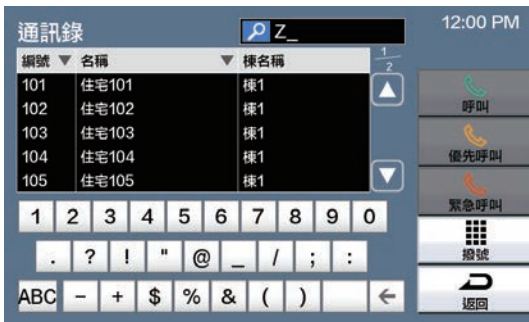 通訊錄
Z_
12:00 PM
編號 ▼ 名稱 ▼ 棟名稱
1/2
101 住宅101 棟1
102 住宅102 棟1
103 住宅103 棟1
104 住宅104 棟1
105 住宅105 棟1
呼叫
優先呼叫
緊急呼叫
撥號
返回
1 2 3 4 5 6 7 8 9 0
. ? ! " @ _ / ; :
ABC - + $ % & ( ) ←